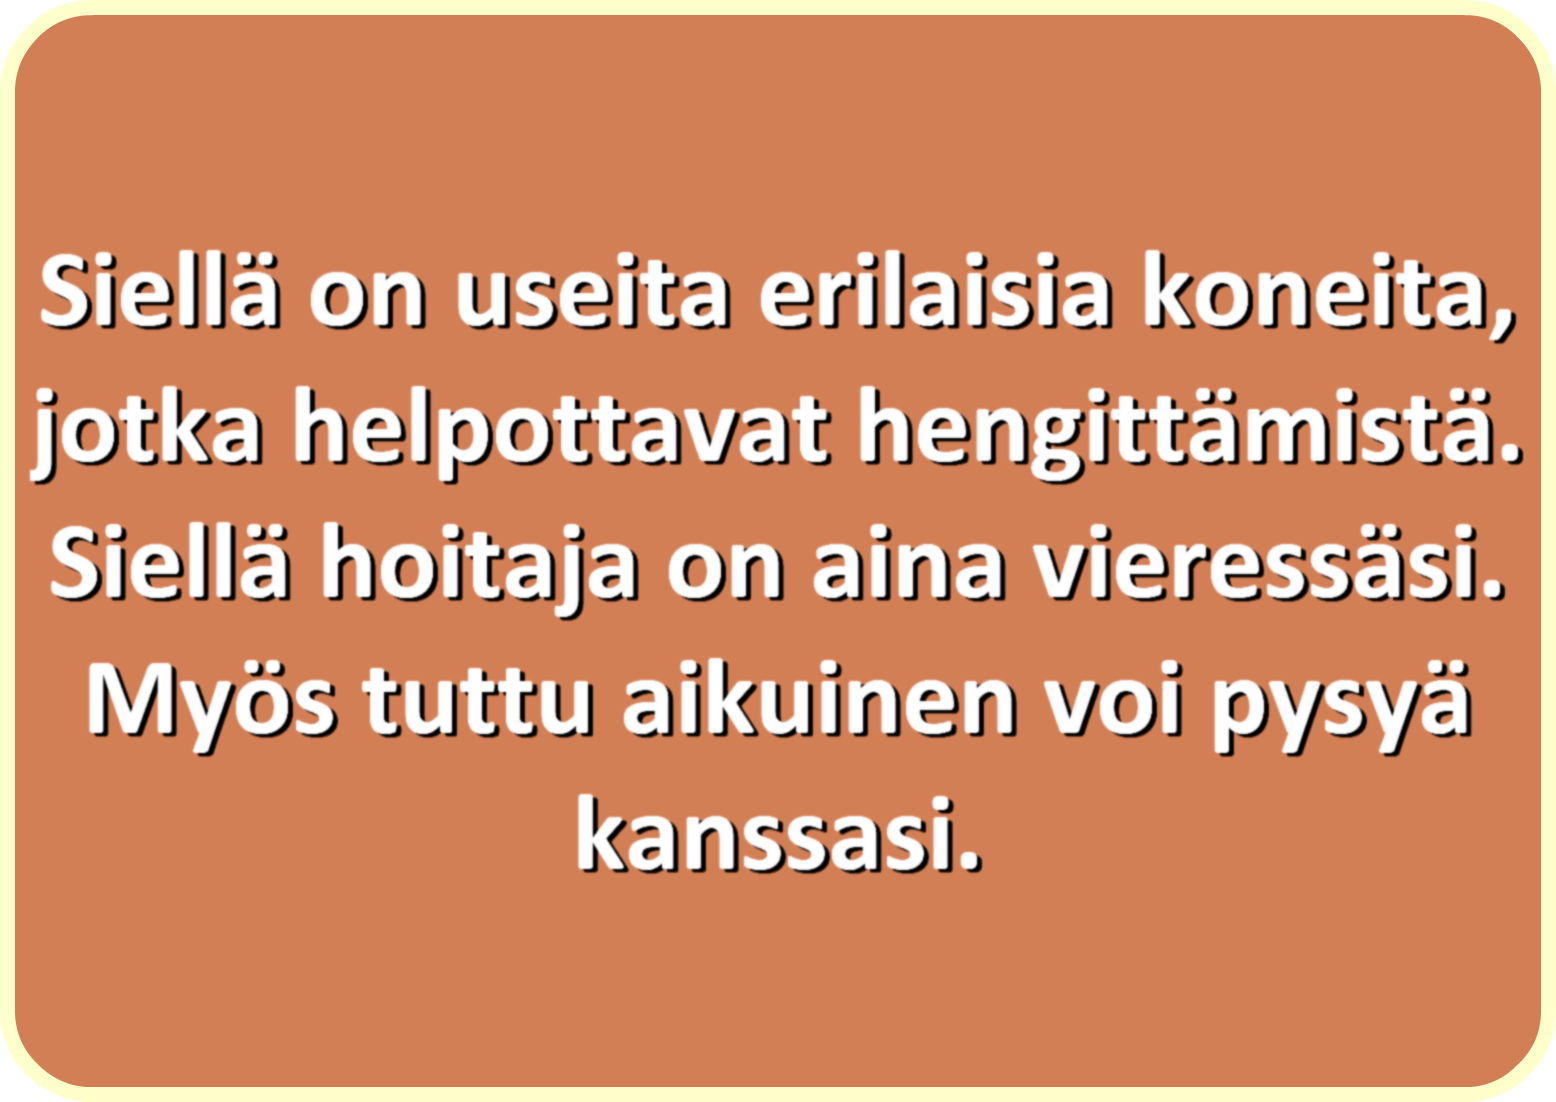 Siellä on useita erilaisia koneita,
jotka helpottavat hengittämistä.
Siellä hoitaja on aina vieressäsi.
Myös tuttu aikuinen voi pysyä
kanssasi.